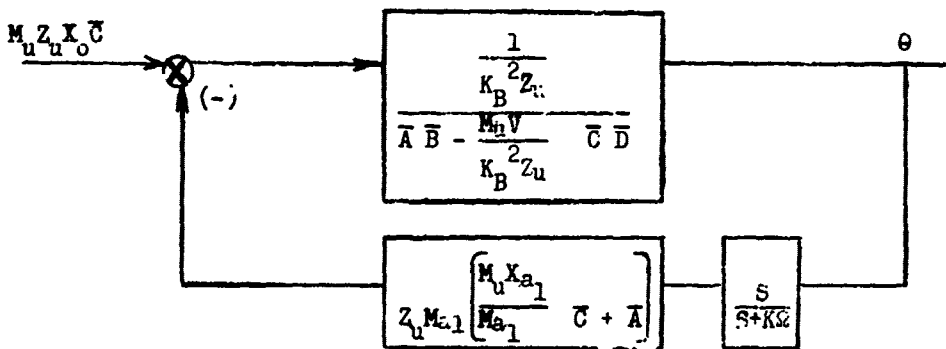 M_u Z_u X_o C̅
θ
(-)
1
K_B^2 Z_u
A̅ B̅ - M_u V / K_B^2 Z_u C̅ D̅
Z_u M_a1 [ M_u X_a1 / M_a1 C̅ + A̅ ]
S
S+KΩ